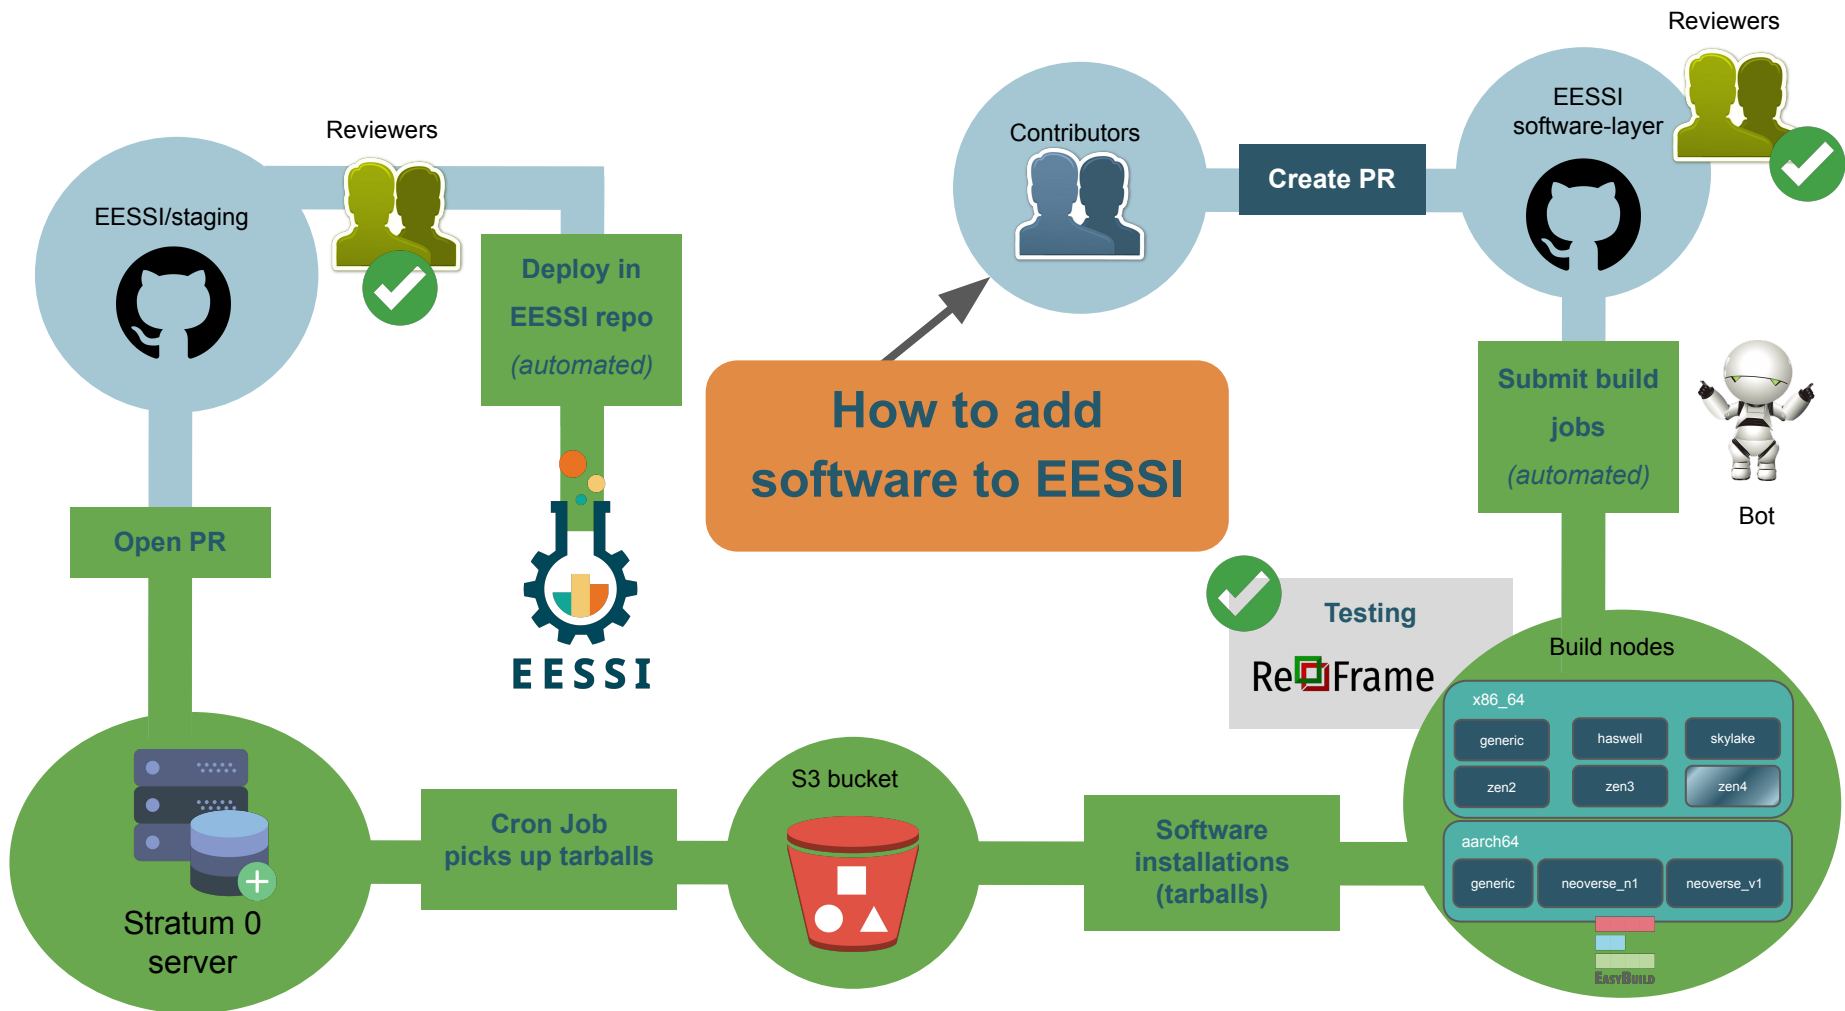 Reviewers
EESSI
software-layer
Contributors
Create PR
Reviewers
EESSI/staging
Deploy in
EESSI repo
(automated)
How to add
software to EESSI
Submit build
jobs
(automated)
Bot
Open PR
EESSI
Testing
ReFrame
Build nodes
x86_64
generic
haswell
skylake
zen2
zen3
zen4
aarch64
generic
neoverse_n1
neoverse_v1
EASYBUILD
Software
installations
(tarballs)
S3 bucket
Cron Job
picks up tarballs
Stratum 0
server